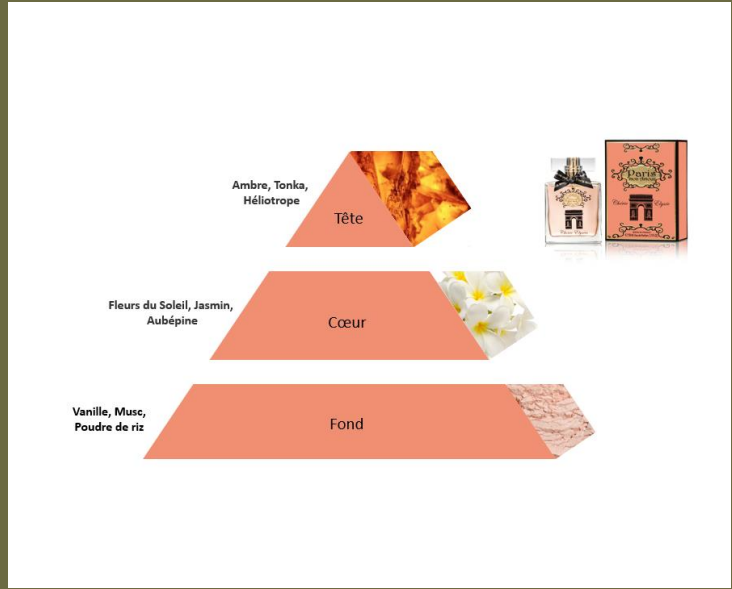 Ambre, Tonka,
Héliotrope
Tête
Paris
Fleurs du Soleil, Jasmin,
Aubépine
Cœur
Vanille, Musc,
Poudre de riz
Fond